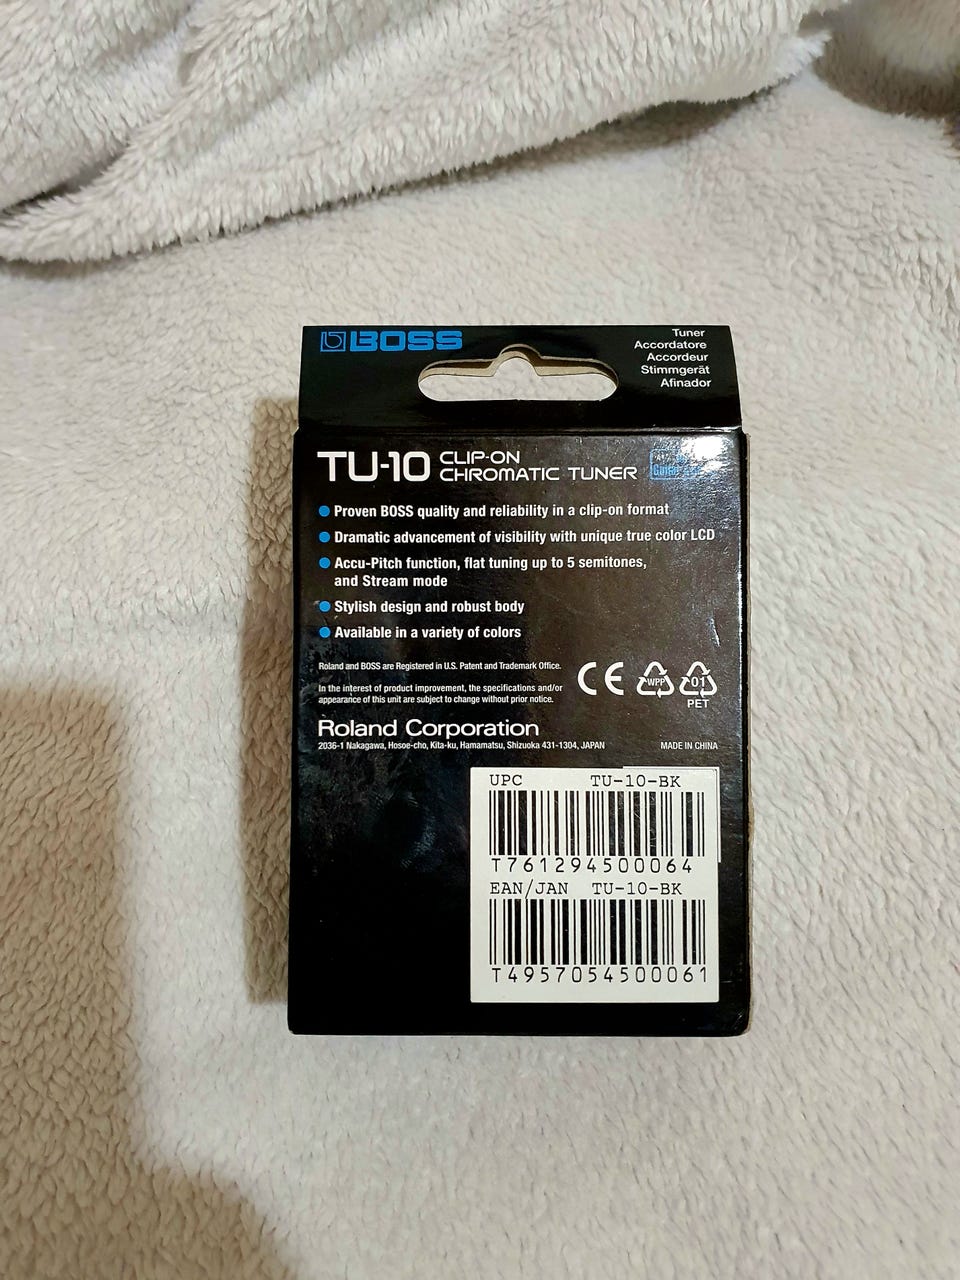 BOSS
Tuner
Accordatore
Accordeur
Stimmgerät
Afinador
TU-10 CLIP-ON
CHROMATIC TUNER
Proven BOSS quality and reliability in a clip-on format
Dramatic advancement of visibility with unique true color LCD
Accu-Pitch function, flat tuning up to 5 semitones,
and Stream mode
Stylish design and robust body
Available in a variety of colors
Roland and BOSS are Registered in U.S. Patent and Trademark Office.
In the interest of product improvement, the specifications and/or
appearance of this unit are subject to change without prior notice.
CE
WPP
01
PET
Roland Corporation
2036-1 Nakagawa, Hosoe-cho, Kita-ku, Hamamatsu, Shizuoka 431-1304, JAPAN
MADE IN CHINA
UPC TU-10-BK
T761294500064
EAN/JAN TU-10-BK
T4957054500061